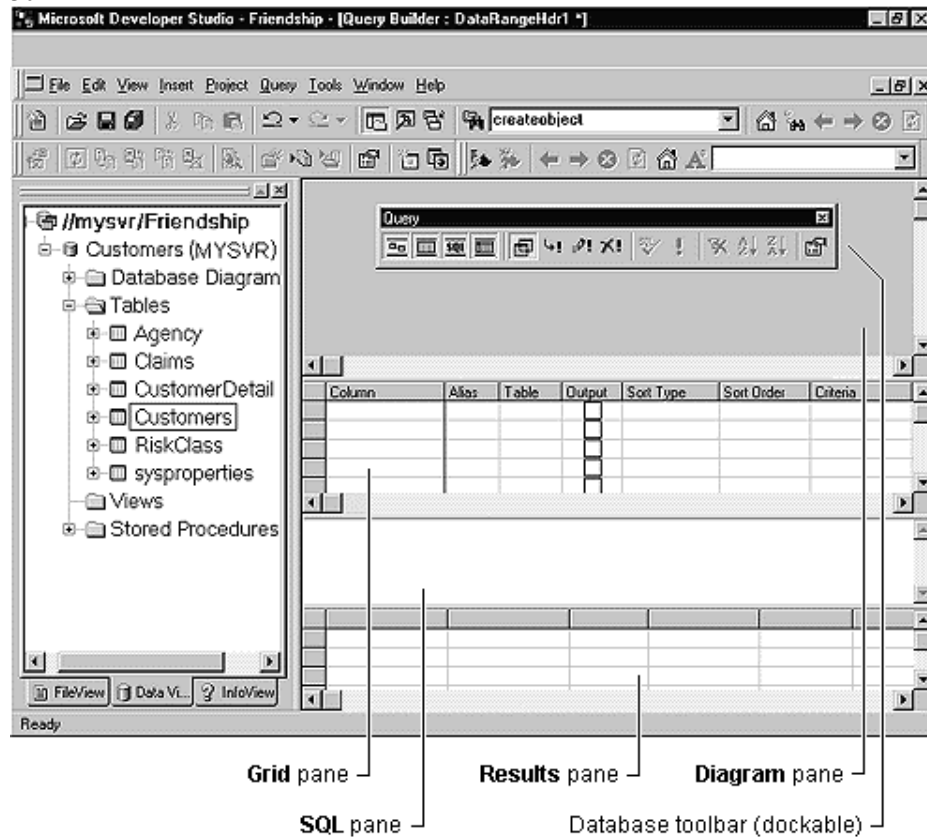 Microsoft Developer Studio - Friendship - [Query Builder : DataRangeHdr1 *]
File Edit View Insert Project Query Tools Window Help
createobject
//mysvr/Friendship
Customers (MYSVR)
Database Diagram
Tables
Agency
Claims
CustomerDetail
Customers
RiskClass
sysproperties
Views
Stored Procedures
FileView Data Vi... InfoView
Query
SQL
Column Alias Table Output Sort Type Sort Order Criteria
Ready
Grid pane
Results pane
Diagram pane
SQL pane
Database toolbar (dockable)